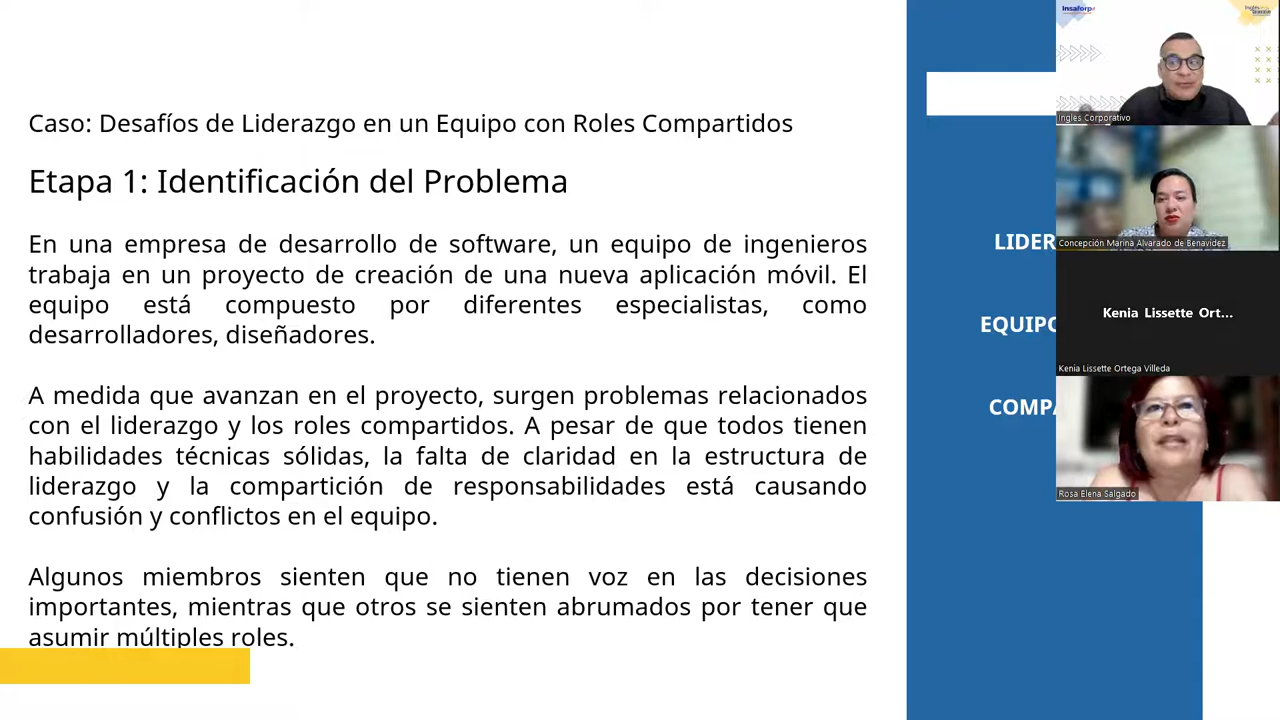 Caso: Desafíos de Liderazgo en un Equipo con Roles Compartidos
Etapa 1: Identificación del Problema
En una empresa de desarrollo de software, un equipo de ingenieros
trabaja en un proyecto de creación de una nueva aplicación móvil. El
equipo está compuesto por diferentes especialistas, como
desarrolladores, diseñadores.
A medida que avanzan en el proyecto, surgen problemas relacionados
con el liderazgo y los roles compartidos. A pesar de que todos tienen
habilidades técnicas sólidas, la falta de claridad en la estructura de
liderazgo y la compartición de responsabilidades está causando
confusión y conflictos en el equipo.
Algunos miembros sienten que no tienen voz en las decisiones
importantes, mientras que otros se sienten abrumados por tener que
asumir múltiples roles.
LIDER
EQUIPO
COMPA
Insaforp
Ingles Corporativo
Concepción Marina Alvarado de Benavidez
Kenia Lissette Ort...
Kenia Lissette Ortega Villeda
Rosa Elena Salgado